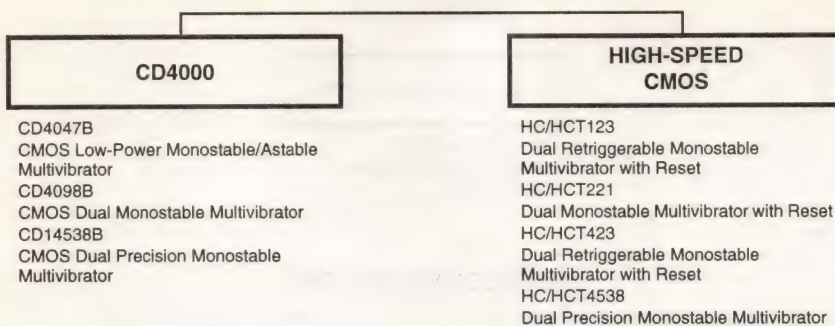 CD4000
CD4047B
CMOS Low-Power Monostable/Astable
Multivibrator
CD4098B
CMOS Dual Monostable Multivibrator
CD14538B
CMOS Dual Precision Monostable
Multivibrator
HIGH-SPEED
CMOS
HC/HCT123
Dual Retriggerable Monostable
Multivibrator with Reset
HC/HCT221
Dual Monostable Multivibrator with Reset
HC/HCT423
Dual Retriggerable Monostable
Multivibrator with Reset
HC/HCT4538
Dual Precision Monostable Multivibrator